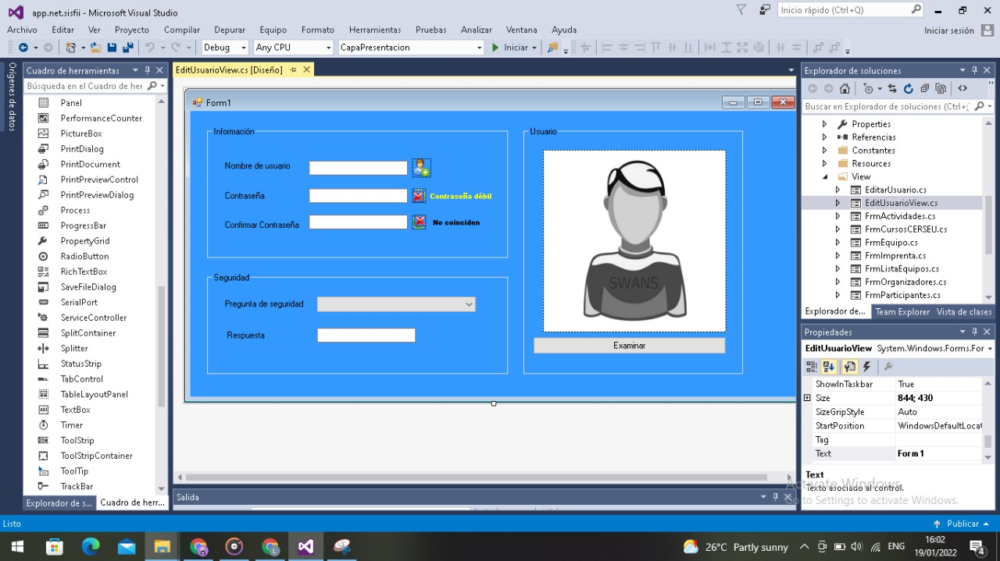 app.net.sisfii - Microsoft Visual Studio
Inicio rápido (Ctrl+Q)
Archivo Editar Ver Proyecto Compilar Depurar Equipo Formato Herramientas Pruebas Analizar Ventana Ayuda
Iniciar sesión
Debug Any CPU CapaPresentacion Iniciar
Orígenes de datos
Cuadro de herramientas
Búsqueda en el Cuadro de her
Panel
PerformanceCounter
PictureBox
PrintDialog
PrintDocument
PrintPreviewControl
PrintPreviewDialog
Process
ProgressBar
PropertyGrid
RadioButton
RichTextBox
SaveFileDialog
SerialPort
ServiceController
SplitContainer
Splitter
StatusStrip
TabControl
TableLayoutPanel
TextBox
Timer
ToolStrip
ToolStripContainer
ToolTip
TrackBar
Explorador de s... Cuadro de herr...
EditUsuarioView.cs [Diseño]
Form1
Información
Nombre de usuario
Contraseña
Contraseña débil
Confirmar Contraseña
No coinciden
Seguridad
Pregunta de seguridad
Respuesta
Usuario
SWANS
Examinar
Salida
Explorador de soluciones
Buscar en Explorador de soluciones (Ctrl+;
Properties
Referencias
Constantes
Resources
View
EditarUsuario.cs
EditUsuarioView.cs
FrmActividades.cs
FrmCursosCERSEU.cs
FrmEquipo.cs
FrmImprenta.cs
FrmListaEquipos.cs
FrmOrganizadores.cs
FrmParticipantes.cs
Explorador de... Team Explorer Vista de clases
Propiedades
EditUsuarioView System.Windows.Forms.For
ShowInTaskbar True
Size 844; 430
SizeGripStyle Auto
StartPosition WindowsDefaultLocat
Tag
Text Form1
Text
Texto asociado al control.
Activate Windows
Go to Settings to activate Windows.
Listo
Publicar
26°C Partly sunny
ENG
16:02
19/01/2022
4